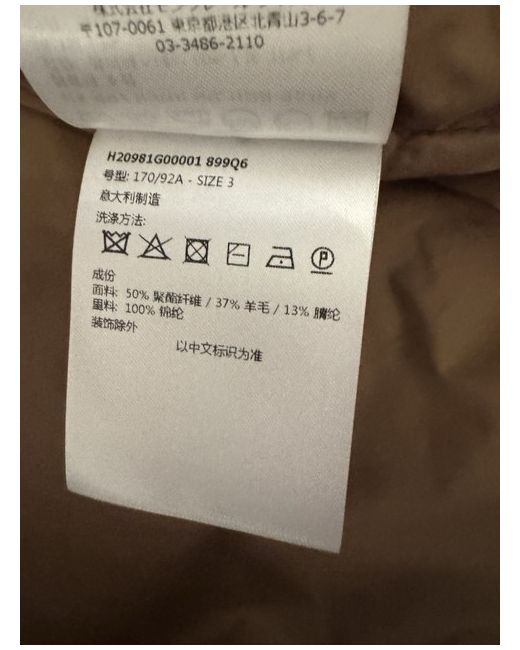 〒107-0061 東京都港区北青山3-6-7
03-3486-2110
H20981G00001 899Q6
号型: 170/92A - SIZE 3
意大利制造
洗涤方法:
成份
面料: 50% 聚酯纤维 / 37% 羊毛 / 13% 腈纶
里料: 100% 锦纶
装饰除外
以中文标识为准